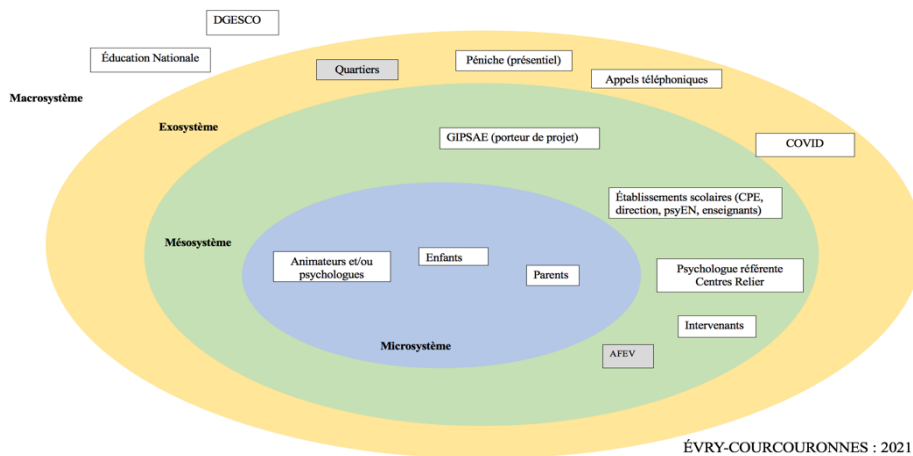 DGESCO
Éducation Nationale
Quartiers
Péniche (présentiel)
Appels téléphoniques
Macrosystème
Exosystème
GIPSAE (porteur de projet)
COVID
Établissements scolaires (CPE,
direction, psyEN, enseignants)
Mésosystème
Animateurs et/ou
psychologues
Enfants
Parents
Psychologue référente
Centres Relier
Intervenants
Microsystème
AFEV
ÉVRY-COURCOURONNES : 2021